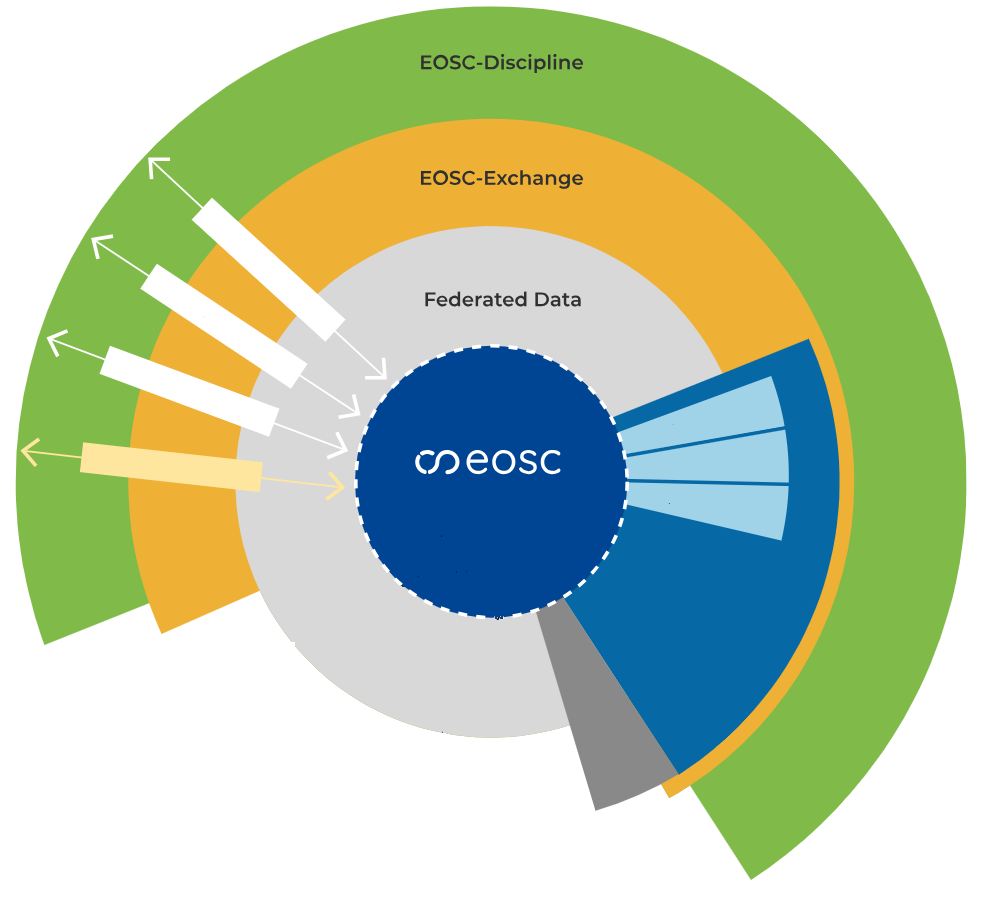 EOSC-Discipline
EOSC-Exchange
Federated Data
eosc